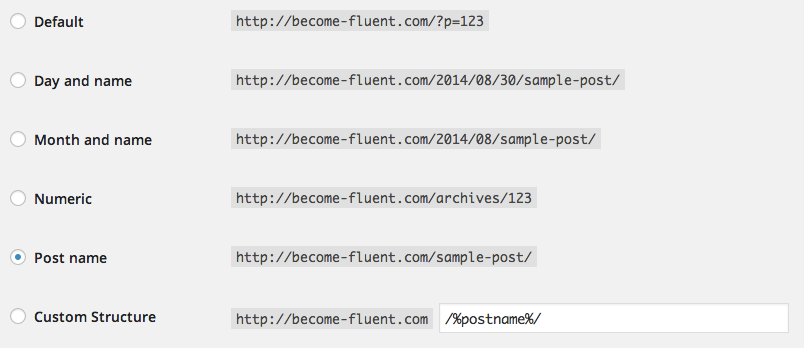 Default http://become-fluent.com/?p=123
Day and name http://become-fluent.com/2014/08/30/sample-post/
Month and name http://become-fluent.com/2014/08/sample-post/
Numeric http://become-fluent.com/archives/123
Post name http://become-fluent.com/sample-post/
Custom Structure http://become-fluent.com /%postname%/